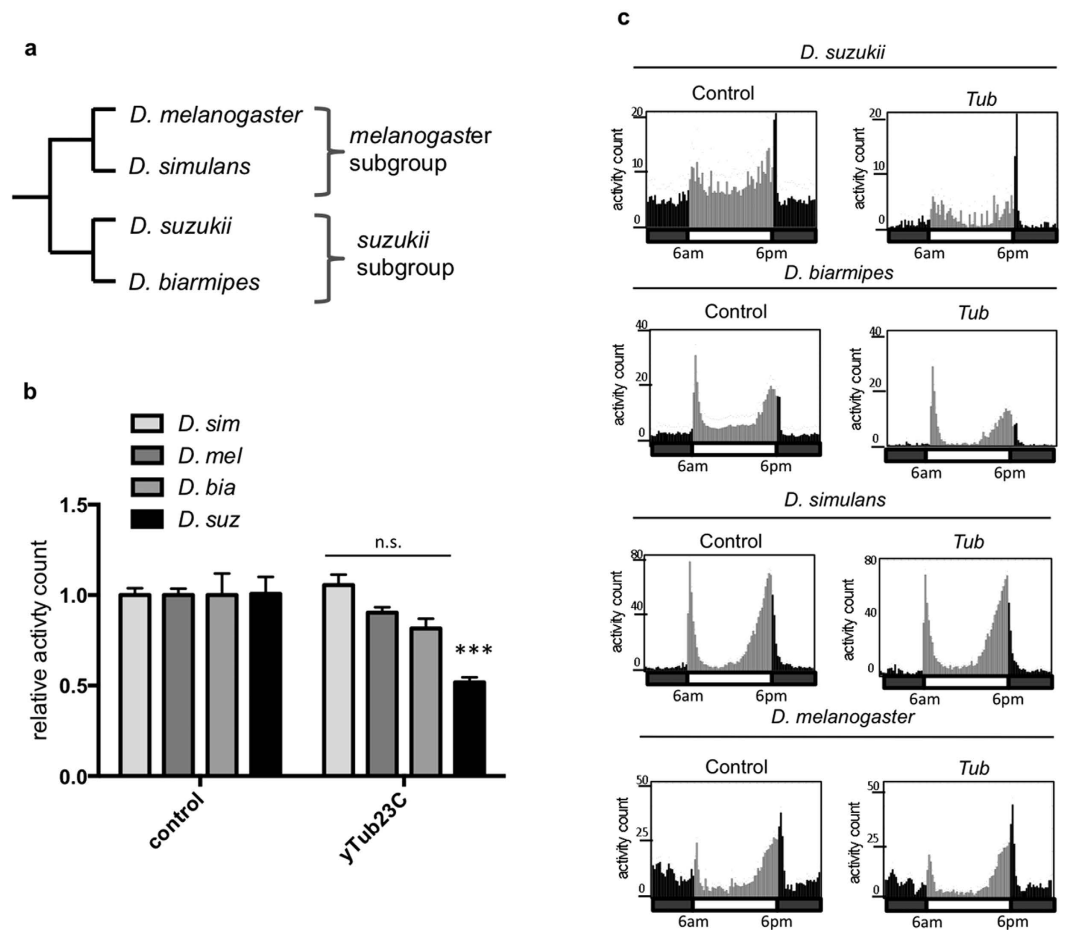 a
D. melanogaster
D. simulans
melanogaster
subgroup
D. suzukii
D. biarmipes
suzukii
subgroup
b
D. sim
D. mel
D. bia
D. suz
relative activty count
1.5
1.0
0.5
0.0
n.s.
***
control
yTub23C
c
D. suzukii
Control
activity count
20
10
0
6am 6pm
Tub
activity count
20
10
0
6am 6pm
D. biarmipes
Control
activity count
40
20
0
6am 6pm
Tub
activity count
40
20
0
6am 6pm
D. simulans
Control
activity count
80
40
0
6am 6pm
Tub
activity count
80
40
0
6am 6pm
D. melanogaster
Control
activity count
50
25
0
6am 6pm
Tub
activity count
50
25
0
6am 6pm